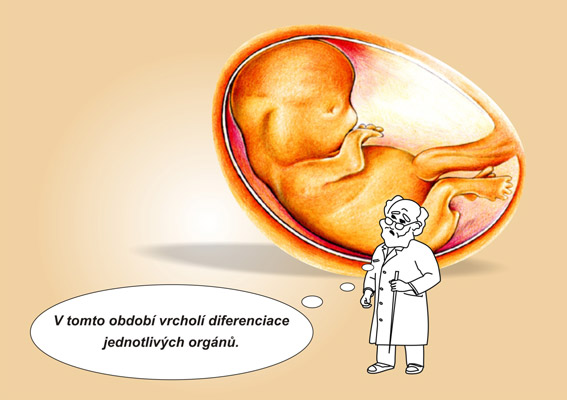 V tomto období vrcholí diferenciace
jednotlivých orgánů.